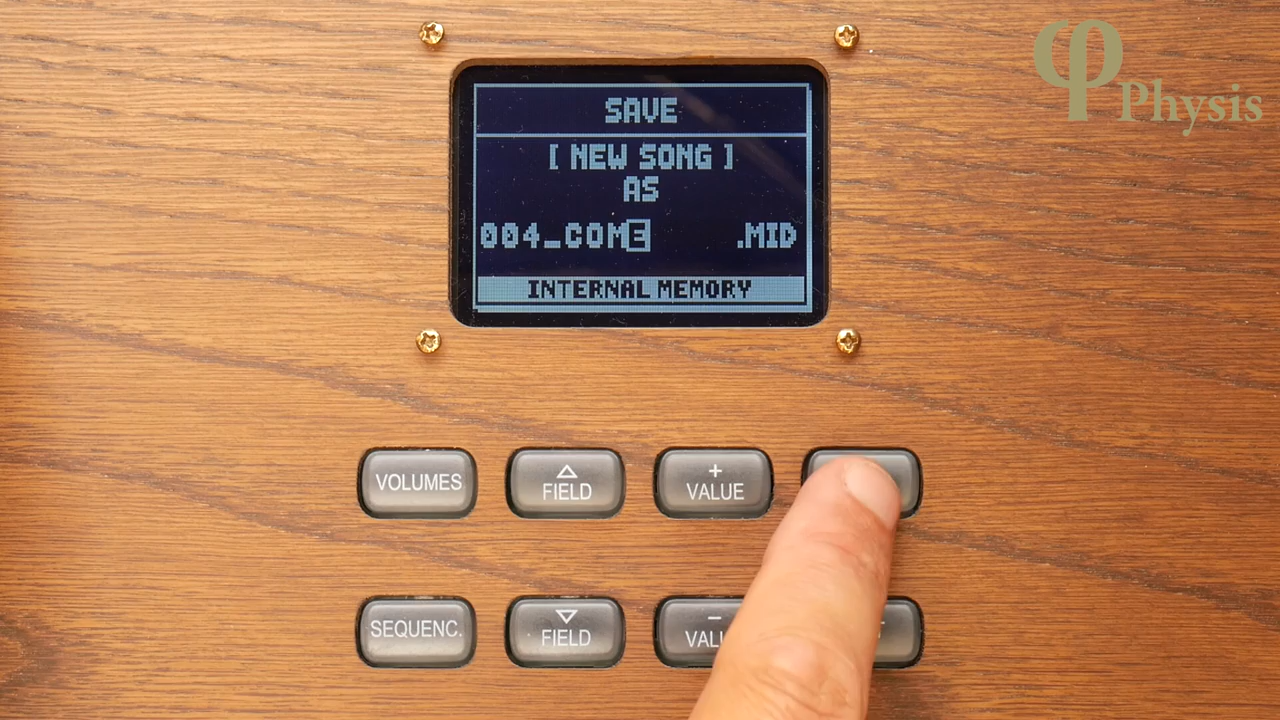 φ Physis
SAVE
[ NEW SONG ]
AS
004_COME .MID
INTERNAL MEMORY
VOLUMES
FIELD
+
VALUE
SEQUENC.
FIELD
−